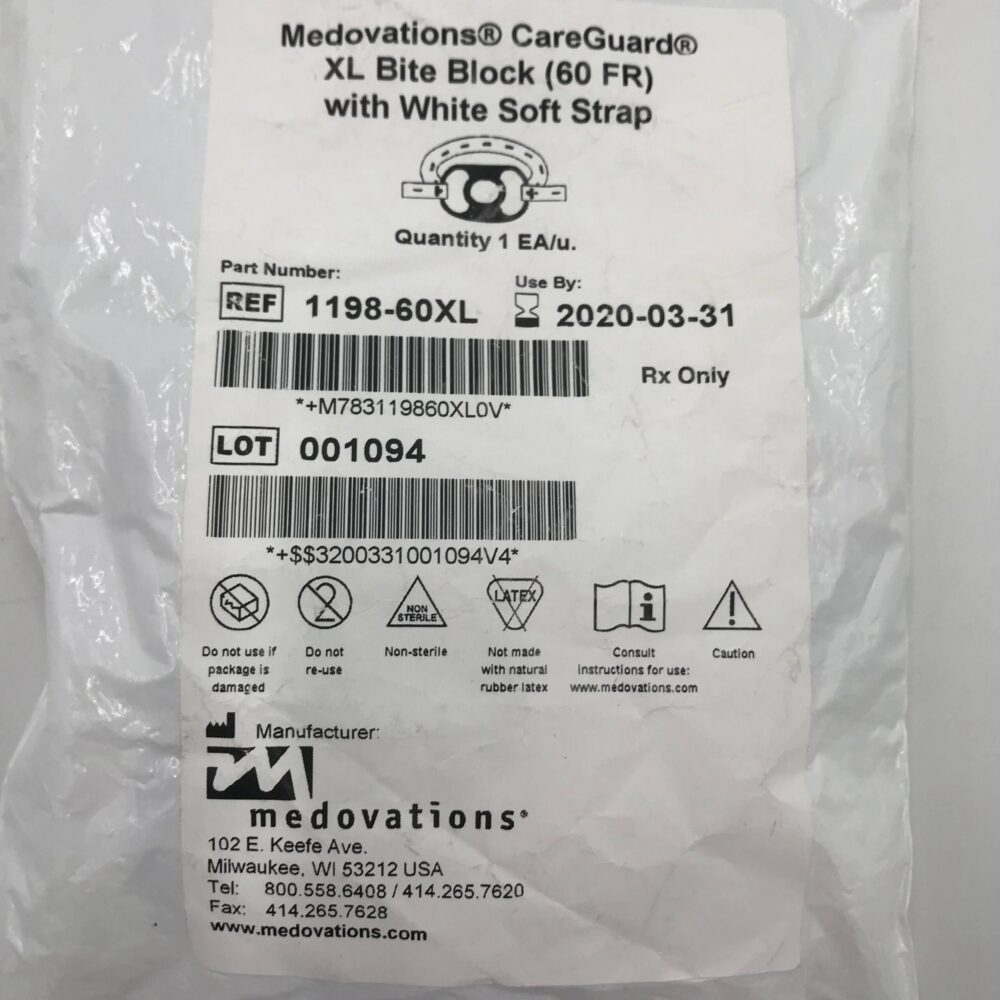 Medovations® CareGuard®
XL Bite Block (60 FR)
with White Soft Strap
Quantity 1 EA/u.
Part Number:
REF 1198-60XL
Use By:
2020-03-31
*+M783119860XL0V*
Rx Only
LOT 001094
*+$$3200331001094V4*
2
NON
STERILE
LATEX
i
!
Do not use if
package is
damaged
Do not
re-use
Non-sterile
Not made
with natural
rubber latex
Consult
instructions for use:
www.medovations.com
Caution
Manufacturer:
medovations®
102 E. Keefe Ave.
Milwaukee, WI 53212 USA
Tel: 800.558.6408 / 414.265.7620
Fax: 414.265.7628
www.medovations.com